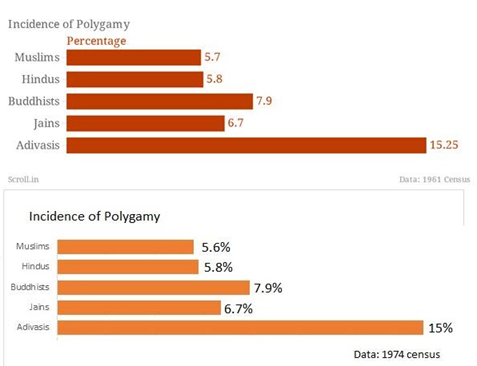 Incidence of Polygamy
Percentage
Muslims 5.7
Hindus 5.8
Buddhists 7.9
Jains 6.7
Adivasis 15.25
Scroll.in Data: 1961 Census
Incidence of Polygamy
Muslims 5.6%
Hindus 5.8%
Buddhists 7.9%
Jains 6.7%
Adivasis 15%
Data: 1974 census